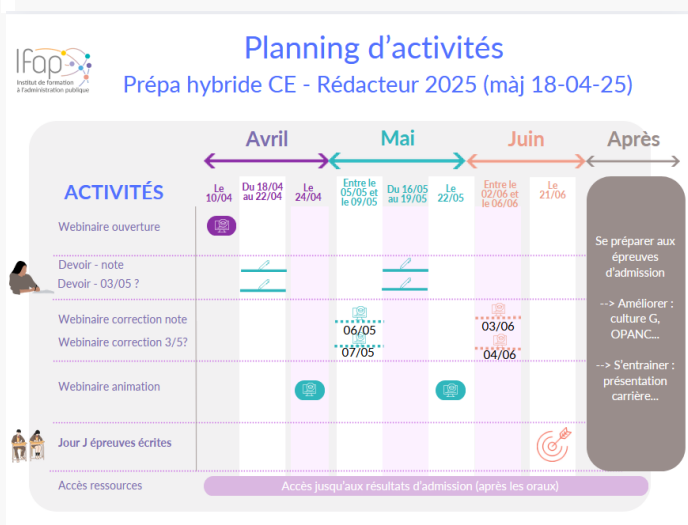 Ifap
Institut de formation
à l'administration publique
Planning d'activités
Prépa hybride CE - Rédacteur 2025 (màj 18-04-25)
Avril
Mai
Juin
Après
ACTIVITÉS
Le
10/04
Du 18/04
au 22/04
Le
24/04
Entre le
05/05 et
le 09/05
Du 16/05
au 19/05
Le
22/05
Entre le
02/06 et
le 06/06
Le
21/06
Webinaire ouverture
Devoir - note
Devoir - 03/05 ?
Webinaire correction note
06/05
03/06
Webinaire correction 3/5?
07/05
04/06
Webinaire animation
Jour J épreuves écrites
Accès ressources
Accès jusqu'aux résultats d'admission (après les oraux)
Se préparer aux
épreuves
d'admission
--> Améliorer :
culture G,
OPANC...
--> S'entrainer :
présentation
carrière...